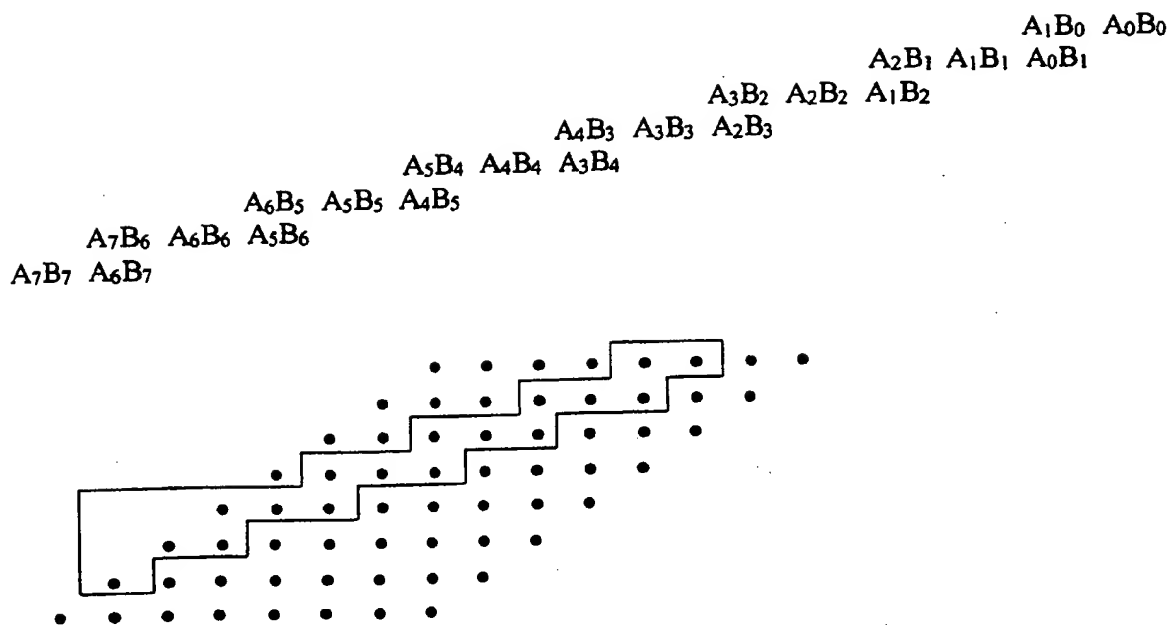 A₁B₀ A₀B₀
A₂B₁ A₁B₁ A₀B₁
A₃B₂ A₂B₂ A₁B₂
A₄B₃ A₃B₃ A₂B₃
A₅B₄ A₄B₄ A₃B₄
A₆B₅ A₅B₅ A₄B₅
A₇B₆ A₆B₆ A₅B₆
A₇B₇ A₆B₇